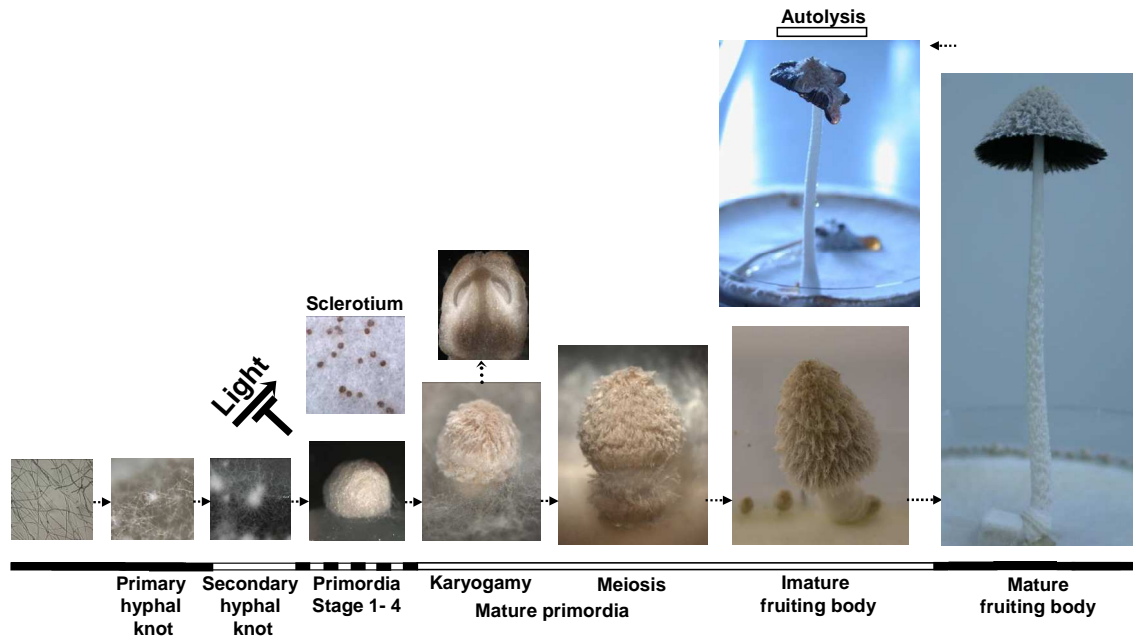 Autolysis
Sclerotium
Light
Primary
hyphal
knot
Secondary
hyphal
knot
Primordia
Stage 1- 4
Karyogamy
Meiosis
Mature primordia
Imature
fruiting body
Mature
fruiting body